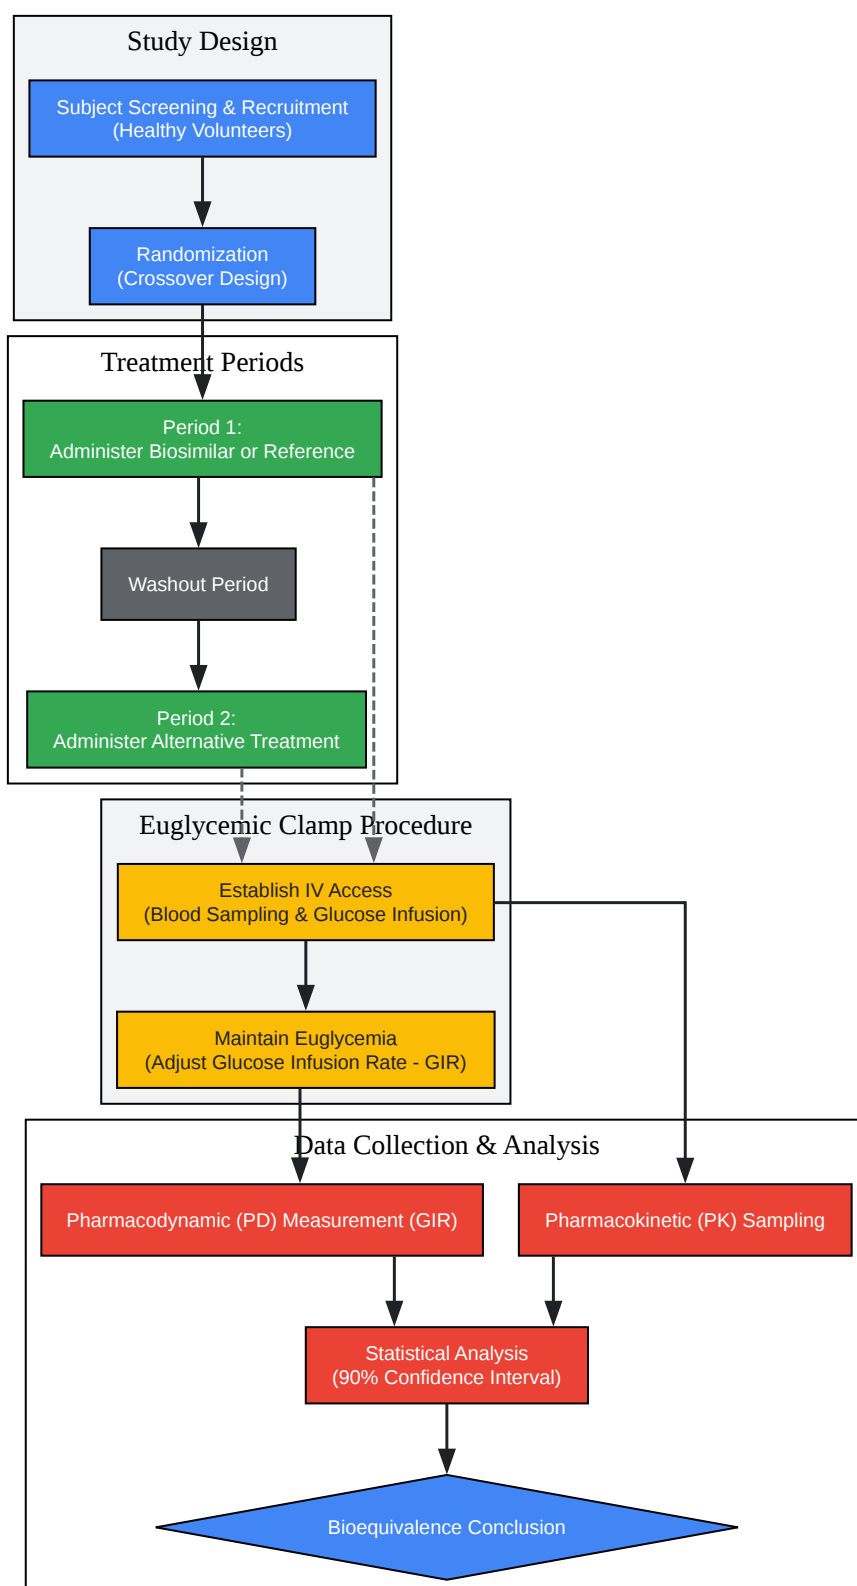 Study Design
Subject Screening & Recruitment
(Healthy Volunteers)
Randomization
(Crossover Design)
Treatment Periods
Period 1:
Administer Biosimilar or Reference
Washout Period
Period 2:
Administer Alternative Treatment
Euglycemic Clamp Procedure
Establish IV Access
(Blood Sampling & Glucose Infusion)
Maintain Euglycemia
(Adjust Glucose Infusion Rate - GIR)
Data Collection & Analysis
Pharmacodynamic (PD) Measurement (GIR)
Pharmacokinetic (PK) Sampling
Statistical Analysis
(90% Confidence Interval)
Bioequivalence Conclusion